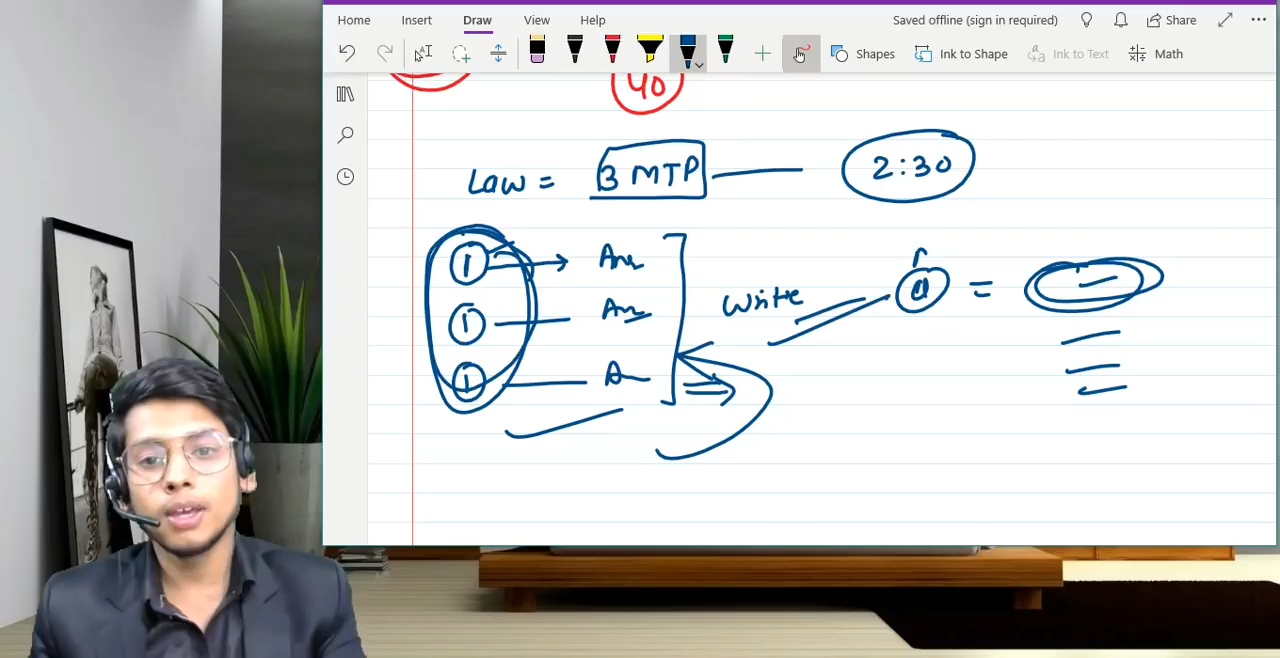 Home Insert Draw View Help Saved offline (sign in required) Share
Shapes Ink to Shape Ink to Text Math
40
Law = 3 MTP 2:30
1 Ans
1 Ans Write a =
1